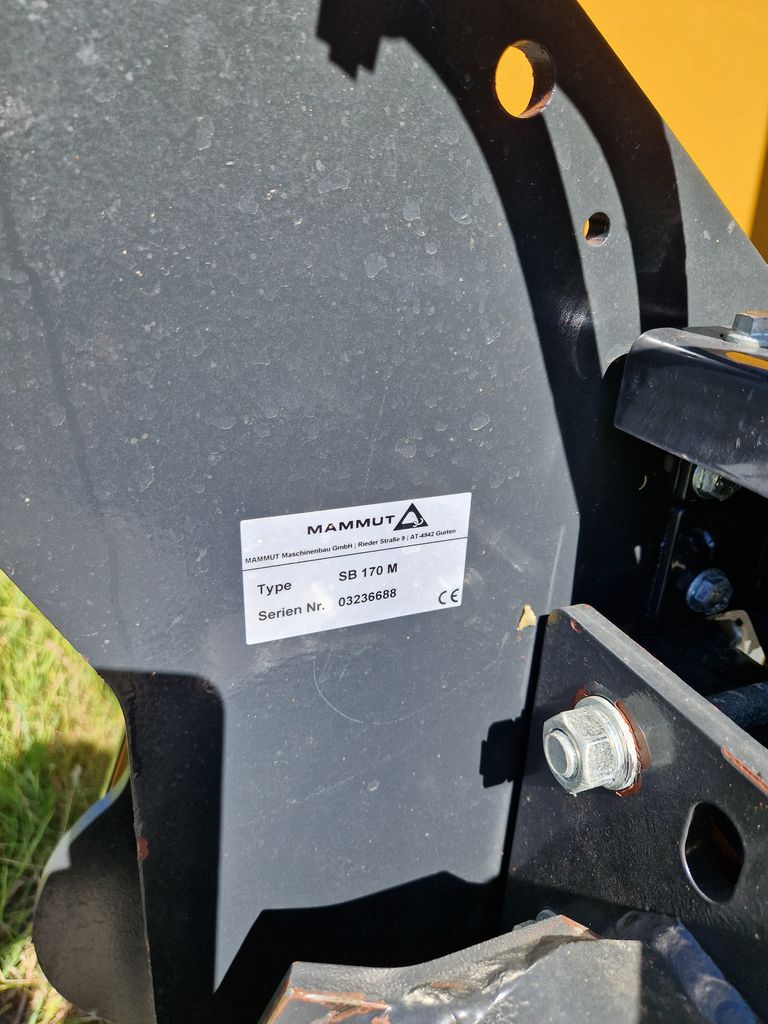 MAMMUT
MAMMUT Maschinenbau GmbH | Rieder Straße 9 | AT-4942 Gurten
Type SB 170 M
Serien Nr. 03236688 CE